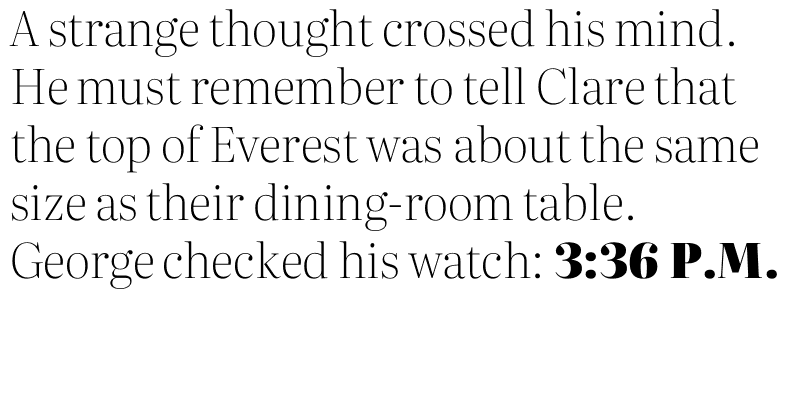 A strange thought crossed his mind.
He must remember to tell Clare that
the top of Everest was about the same
size as their dining-room table.
George checked his watch: 3:36 P.M.